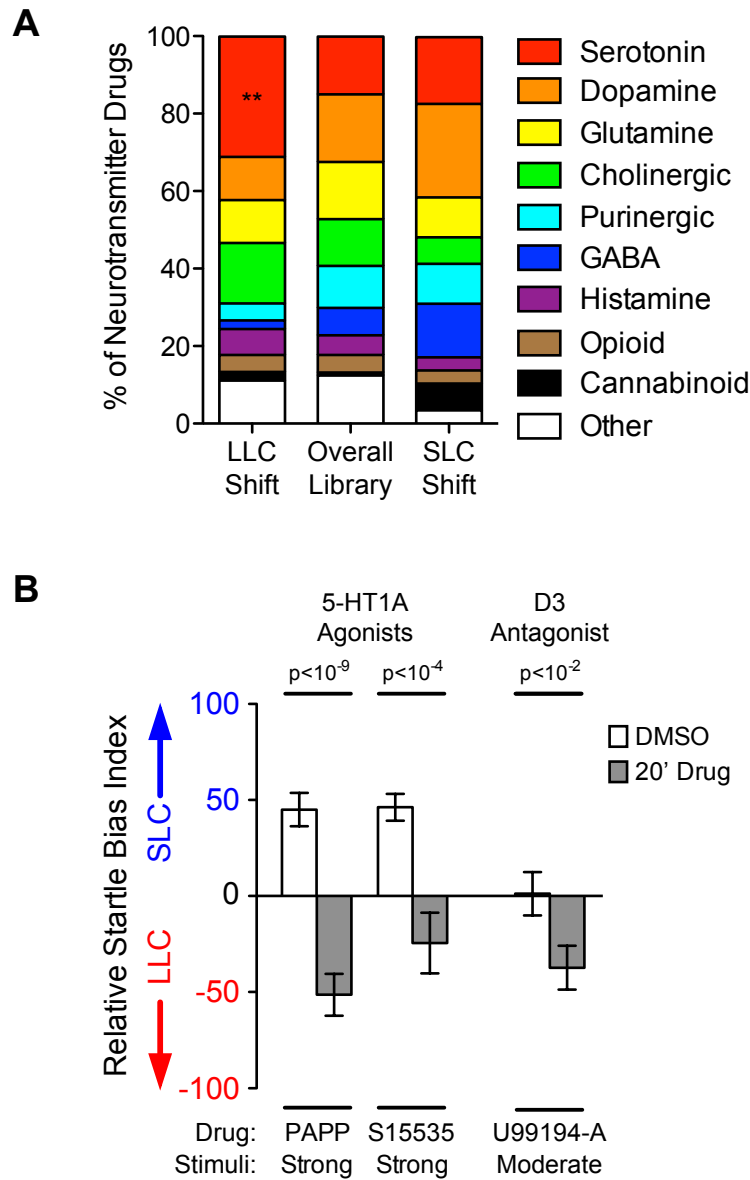 A
% of Neurotransmitter Drugs
100
80
60
40
20
0
**
LLC
Shift
Overall
Library
SLC
Shift
Serotonin
Dopamine
Glutamine
Cholinergic
Purinergic
GABA
Histamine
Opioid
Cannabinoid
Other
B
5-HT1A
Agonists
D3
Antagonist
p<10⁻⁹
p<10⁻⁴
p<10⁻²
Relative Startle Bias Index
SLC
LLC
100
50
0
-50
-100
DMSO
20' Drug
Drug: PAPP S15535 U99194-A
Stimuli: Strong Strong Moderate